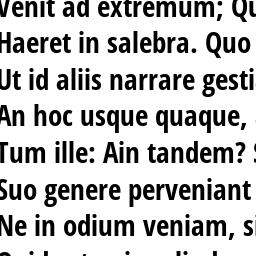 Venit ad extremum; Qu
Haeret in salebra. Quo
Ut id aliis narrare gesti
An hoc usque quaque,
Tum ille: Ain tandem? S
Suo genere perveniant
Ne in odium veniam, si